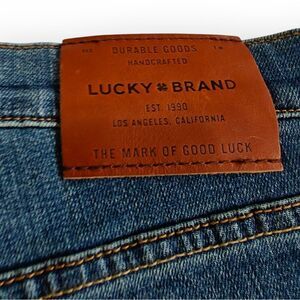 DURABLE GOODS
HANDCRAFTED
LUCKY BRAND
EST. 1990
LOS ANGELES, CALIFORNIA
THE MARK OF GOOD LUCK